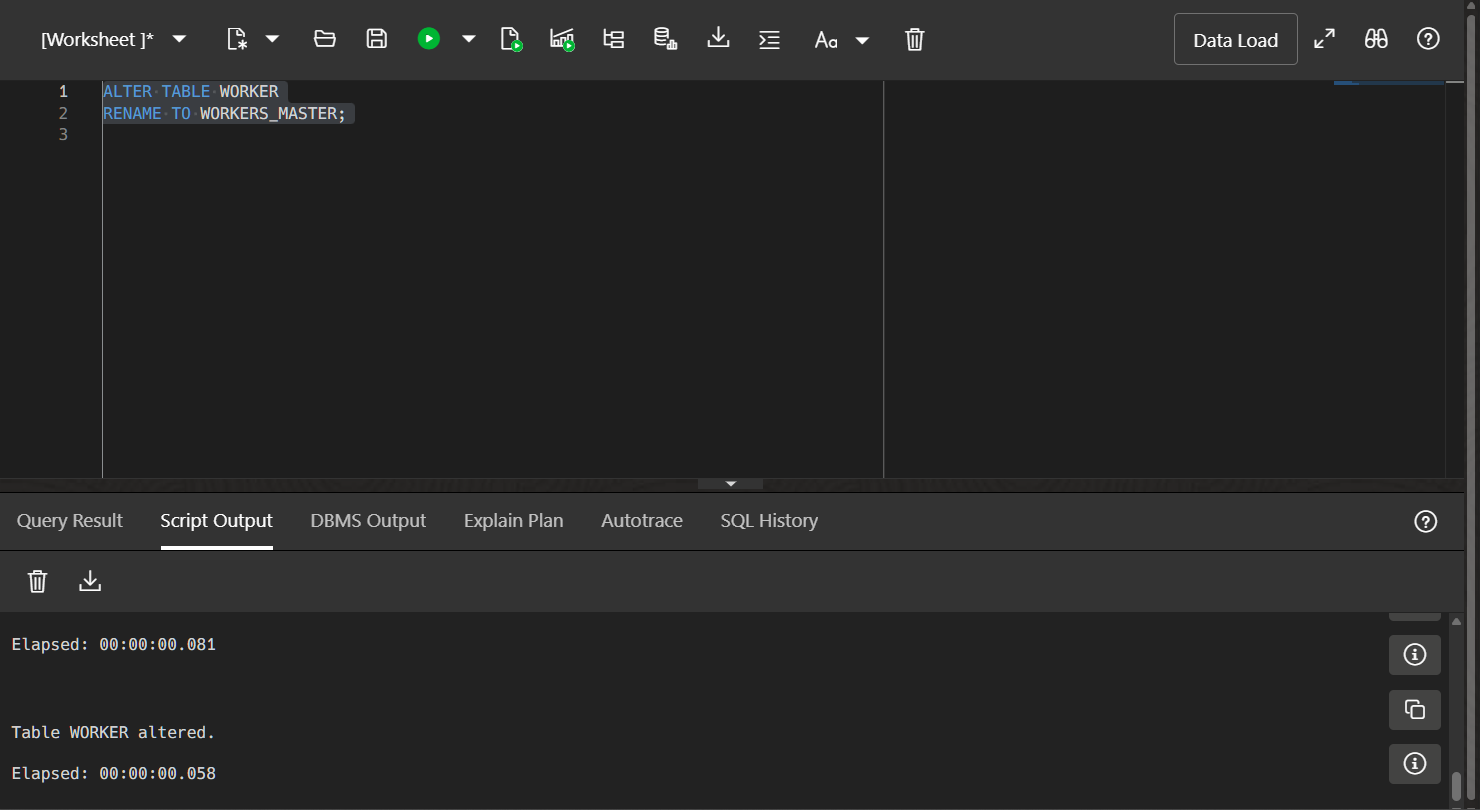 [Worksheet ]*
Aa
Data Load
1 ALTER TABLE WORKER
2 RENAME TO WORKERS_MASTER;
3
Query Result Script Output DBMS Output Explain Plan Autotrace SQL History
Elapsed: 00:00:00.081
Table WORKER altered.
Elapsed: 00:00:00.058